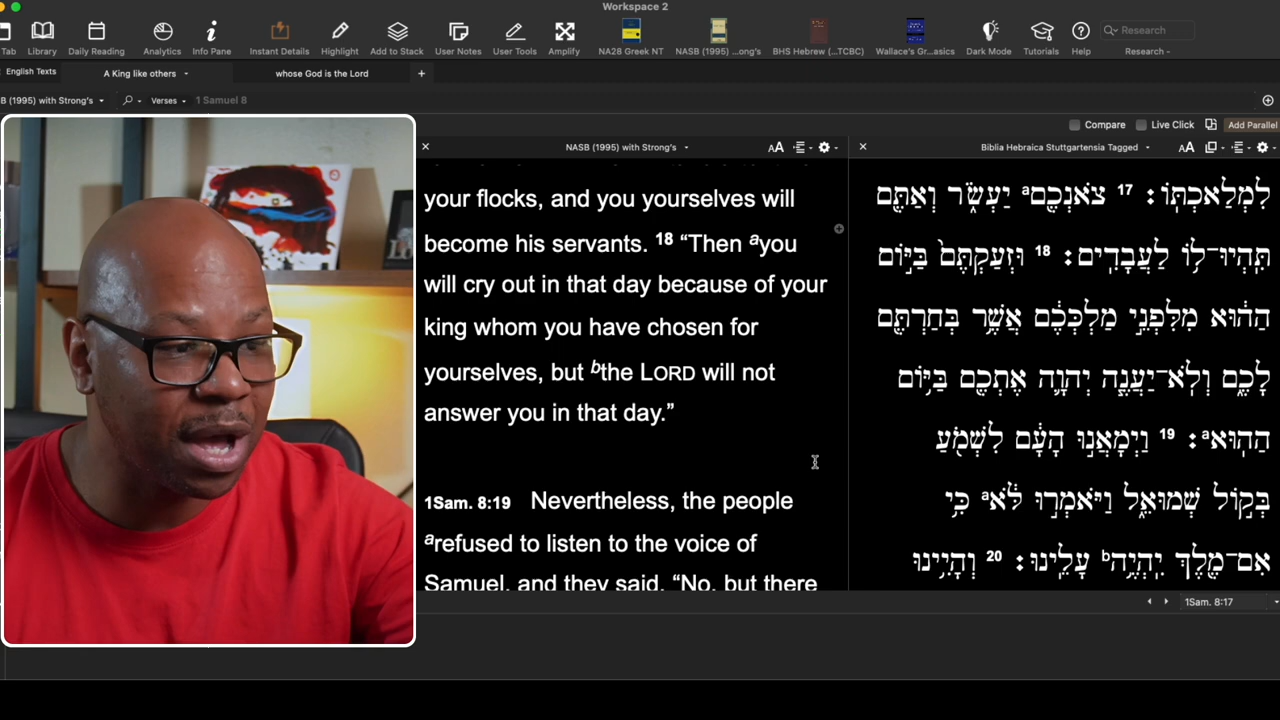 Workspace 2
Tab Library Daily Reading Analytics Info Pane Instant Details Highlight Add to Stack User Notes User Tools Amplify NA28 Greek NT NASB (1995) ...ong's BHS Hebrew (...TCBC) Wallace's Gr...asics Dark Mode Tutorials Help Research
Research
English Texts A King like others whose God is the Lord +
B (1995) with Strong's Verses 1 Samuel 8
Compare Live Click Add Parallel
NASB (1995) with Strong's AA
your flocks, and you yourselves will
become his servants. 18 “Then ayou
will cry out in that day because of your
king whom you have chosen for
yourselves, but bthe LORD will not
answer you in that day.”
1Sam. 8:19 Nevertheless, the people
arefused to listen to the voice of
Samuel, and they said, “No, but there
Biblia Hebraica Stuttgartensia Tagged AA
לִמְלַאכְתּֽוֹ׃ 17 צֹאנְכֶ֖םa יַעְשֹׂ֑ר וְאַתֶּ֖ם
תִּֽהְיוּ־ל֥וֹ לַעֲבָדִֽים׃ 18 וּזְעַקְתֶּם֙ בַּיּ֣וֹם
הַה֔וּא מִלִּפְנֵ֣י מַלְכְּכֶ֔ם אֲשֶׁ֥ר בְּחַרְתֶּ֖ם
לָכֶ֑ם וְלֹֽא־יַעֲנֶ֧ה יְהוָ֛ה אֶתְכֶ֖ם בַּיּ֥וֹם
הַהֽוּאa׃ 19 וַיְמָאֲנ֣וּ הָעָ֔ם לִשְׁמֹ֖עַ
בְּק֣וֹל שְׁמוּאֵ֑ל וַיֹּאמְר֣וּ לֹּ֔אa כִּ֥י
אִם־מֶ֖לֶךְ יִֽהְיֶ֥הb עָלֵֽינוּ׃ 20 וְהָיִ֥ינוּ
1Sam. 8:17